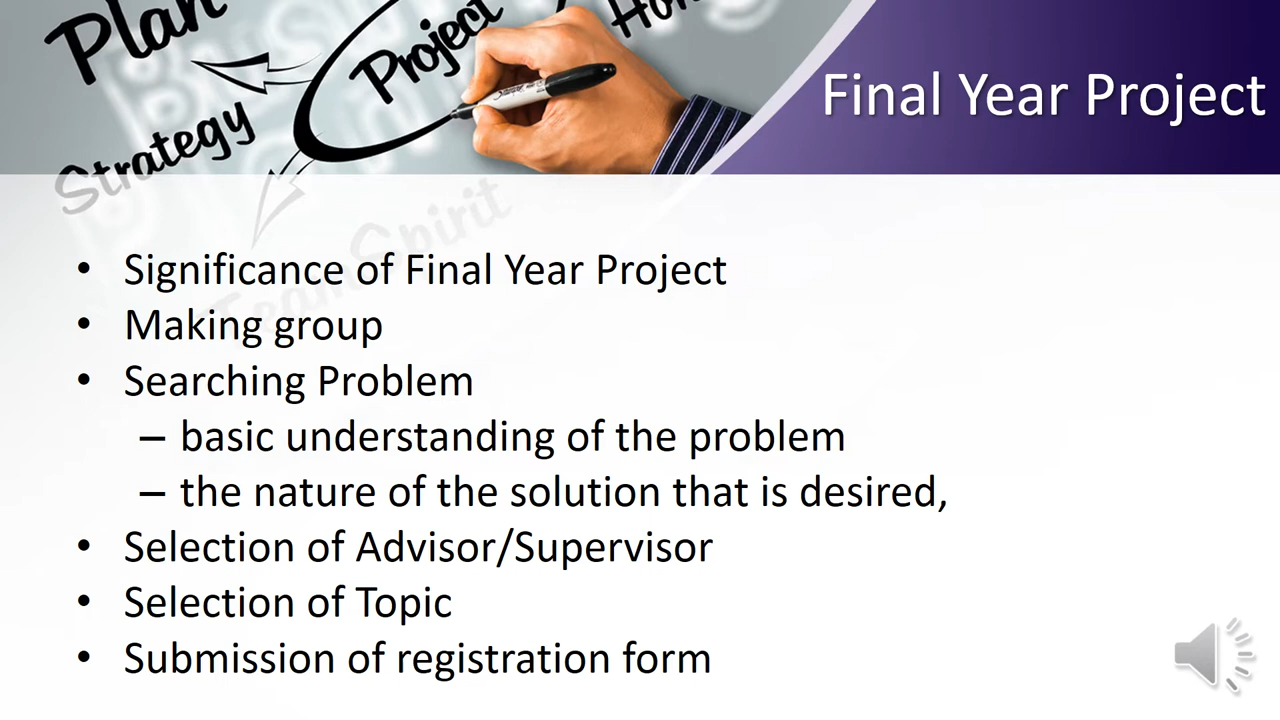 Plan
Project
Strategy
Team Spirit
Final Year Project
• Significance of Final Year Project
• Making group
• Searching Problem
– basic understanding of the problem
– the nature of the solution that is desired,
• Selection of Advisor/Supervisor
• Selection of Topic
• Submission of registration form